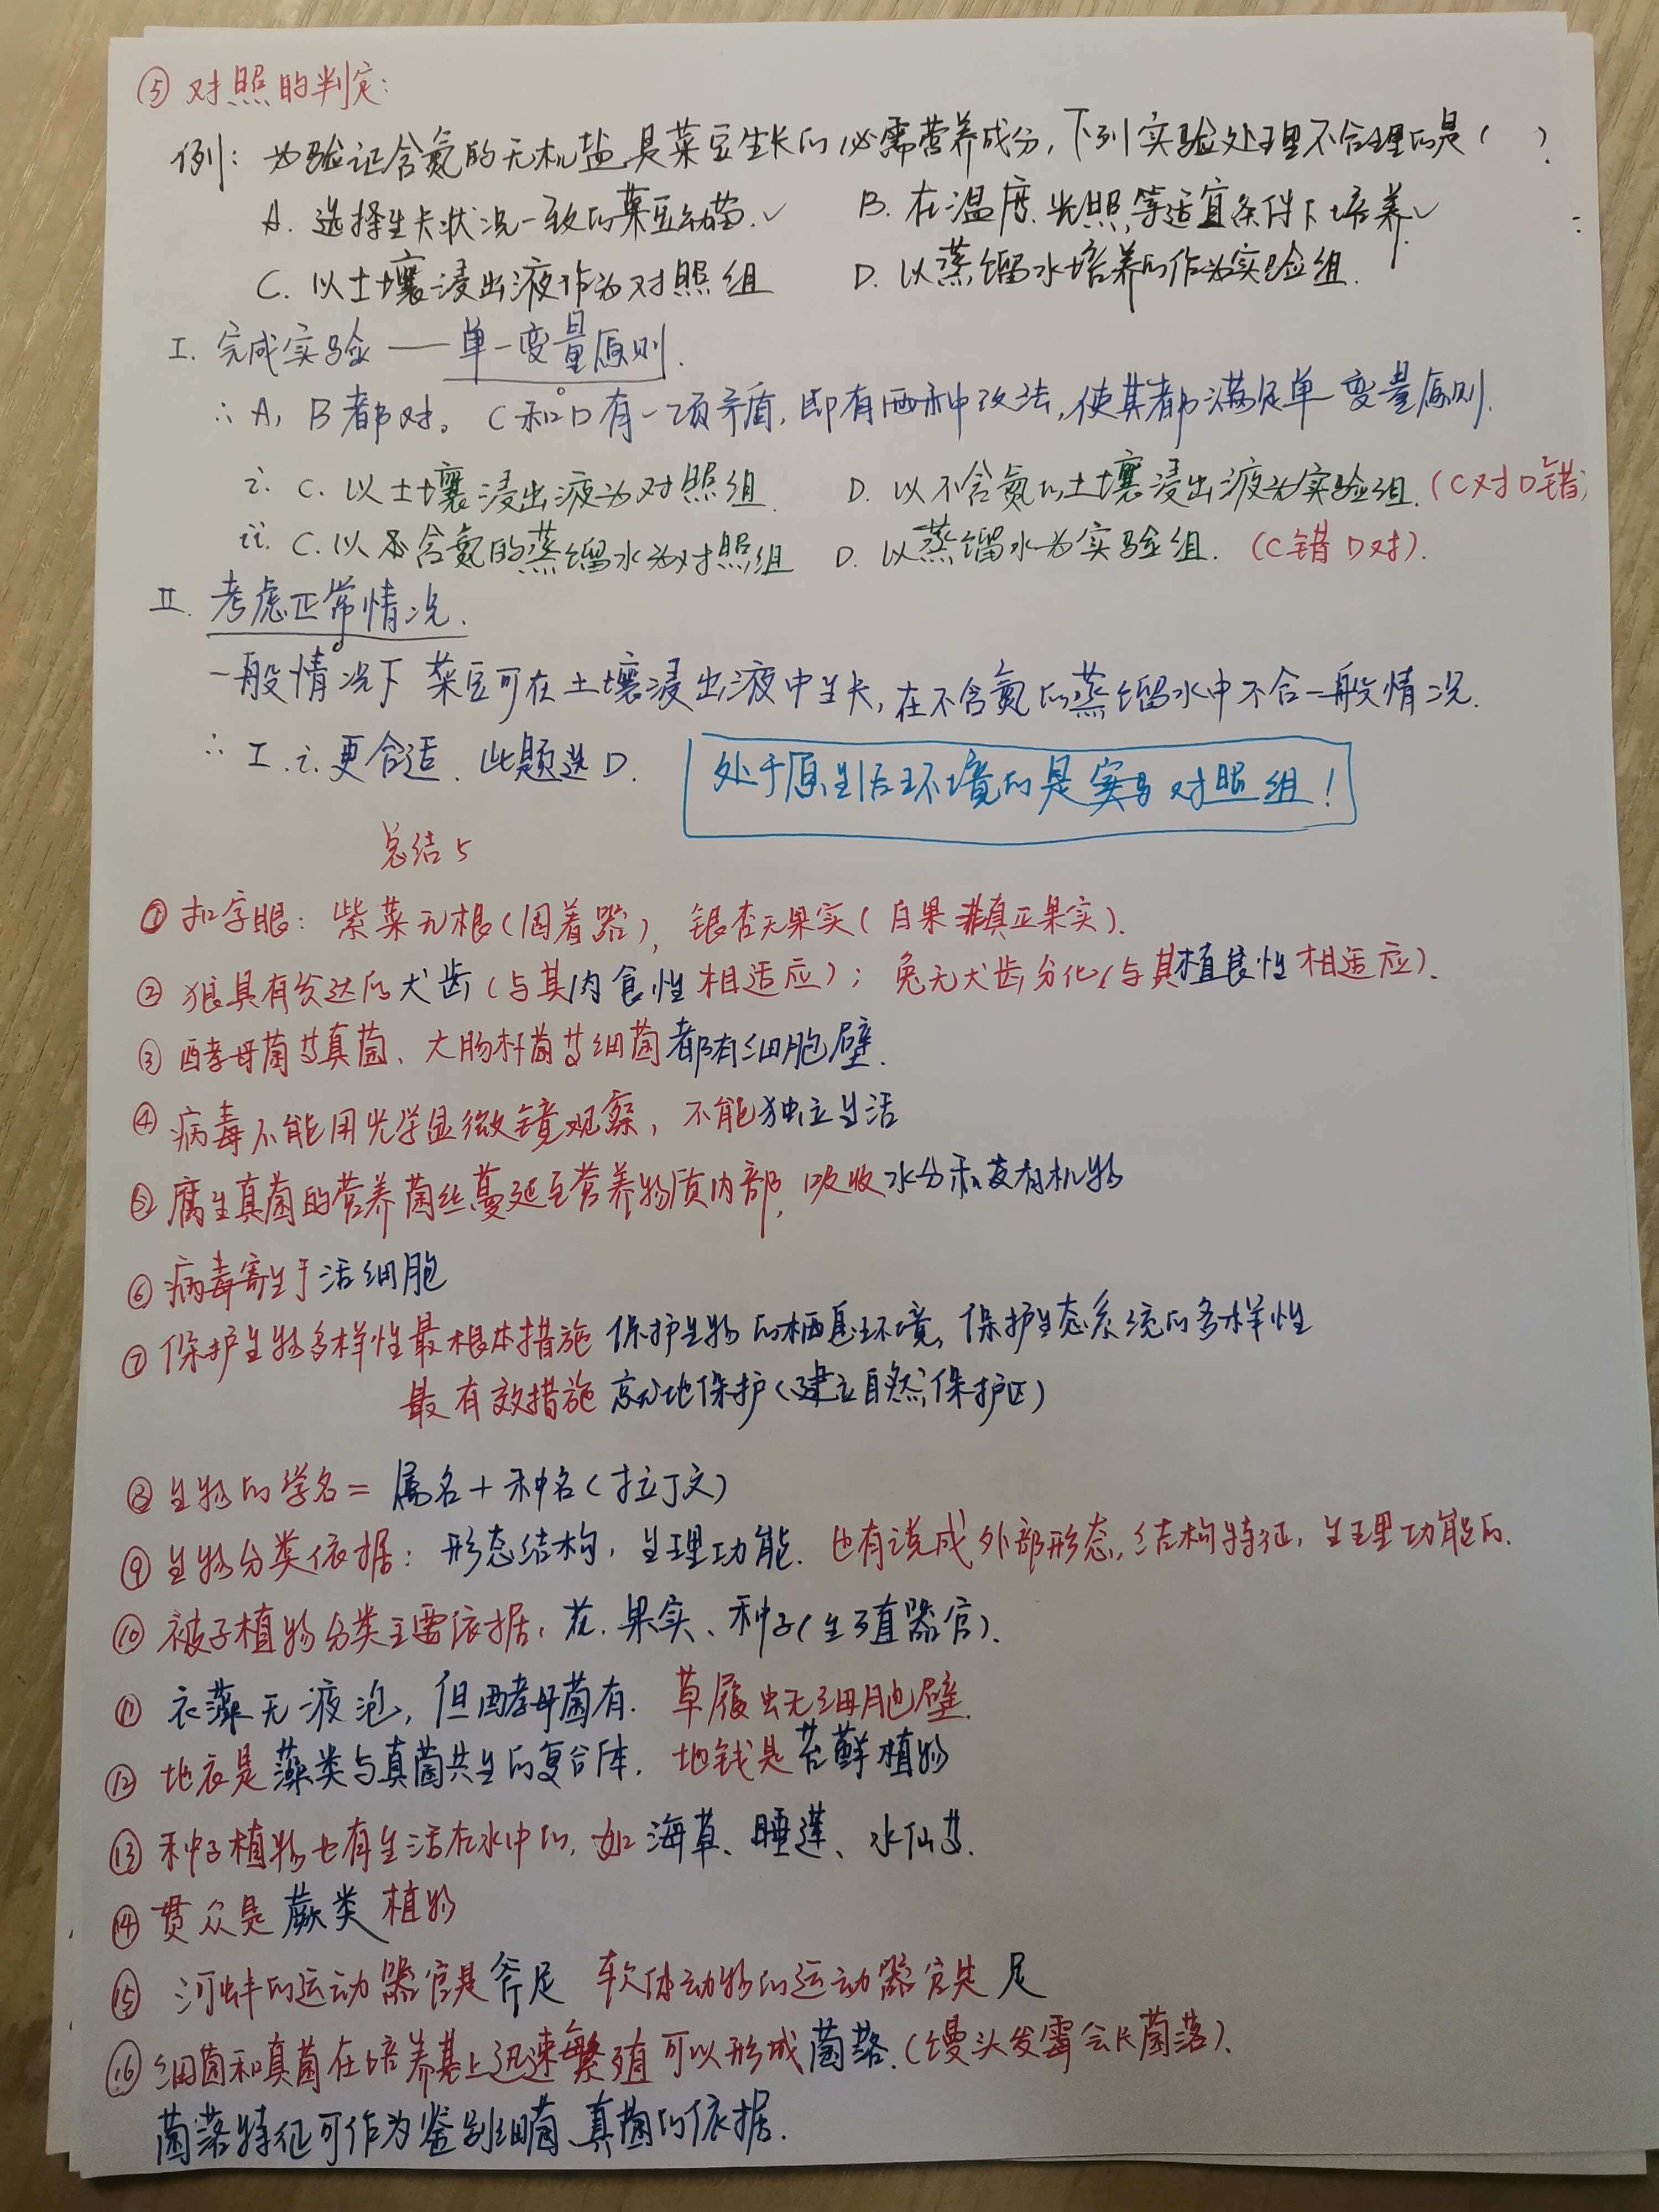 ⑤ 对照的判定:
例: 为验证含氮的无机盐是菜豆生长的必需营养成分, 下列实验处理不合理的是( ).
A. 选择生长状况一致的菜豆幼苗.✓ B. 在温度.光照,等适宜条件下培养✓.
C. 以土壤浸出液作为对照组 D. 以蒸馏水培养的作为实验组.
I. 完成实验 —— 单一变量原则.
∴ A, B都对。 C和D有一项矛盾, 即有两种改法, 使其都满足单一变量原则.
i. C. 以土壤浸出液为对照组. D. 以不含氮的土壤浸出液为实验组. (C对D错)
ii. C. 以含氮的蒸馏水为对照组 D. 以蒸馏水为实验组. (C错D对).
II. 考虑正常情况.
一般情况下 菜豆可在土壤浸出液中生长, 在不含氮的蒸馏水中不合一般情况.
∴ I. i. 更合适. 此题选D. 处于原生活环境的是对照组!
总结5
① 扣字眼: 紫菜无根(固着器), 银杏无果实(白果非真正果实).
② 狼具有发达的犬齿(与其肉食性相适应); 兔无犬齿分化(与其植食性相适应).
③ 酵母菌等真菌、大肠杆菌等细菌都有细胞壁.
④ 病毒不能用光学显微镜观察, 不能独立生活
⑤ 腐生真菌的营养菌丝蔓延至营养物质内部, 吸收水分和有机物
⑥ 病毒寄生于活细胞
⑦ 保护生物多样性最根本措施 保护生物的栖息环境, 保护生态系统的多样性
最有效措施 就地保护(建立自然保护区)
⑧ 生物的学名= 属名+种名(拉丁文)
⑨ 生物分类依据: 形态结构, 生理功能. 也有说成外部形态, 结构特征, 生理功能的.
⑩ 被子植物分类主要依据: 花.果实、种子(生殖器官).
⑪ 衣藻无液泡, 但酵母菌有. 草履虫无细胞壁.
⑫ 地衣是藻类与真菌共生的复合体. 地钱是苔藓植物
⑬ 种子植物也有生活在水中的, 如海草、睡莲、水仙等.
⑭ 贯众是蕨类植物
⑮ 河蚌的运动器官是斧足 软体动物的运动器官是足
⑯ 细菌和真菌在培养基上迅速繁殖可以形成菌落.(馒头发霉会长菌落).
菌落特征可作为鉴别细菌、真菌的依据.